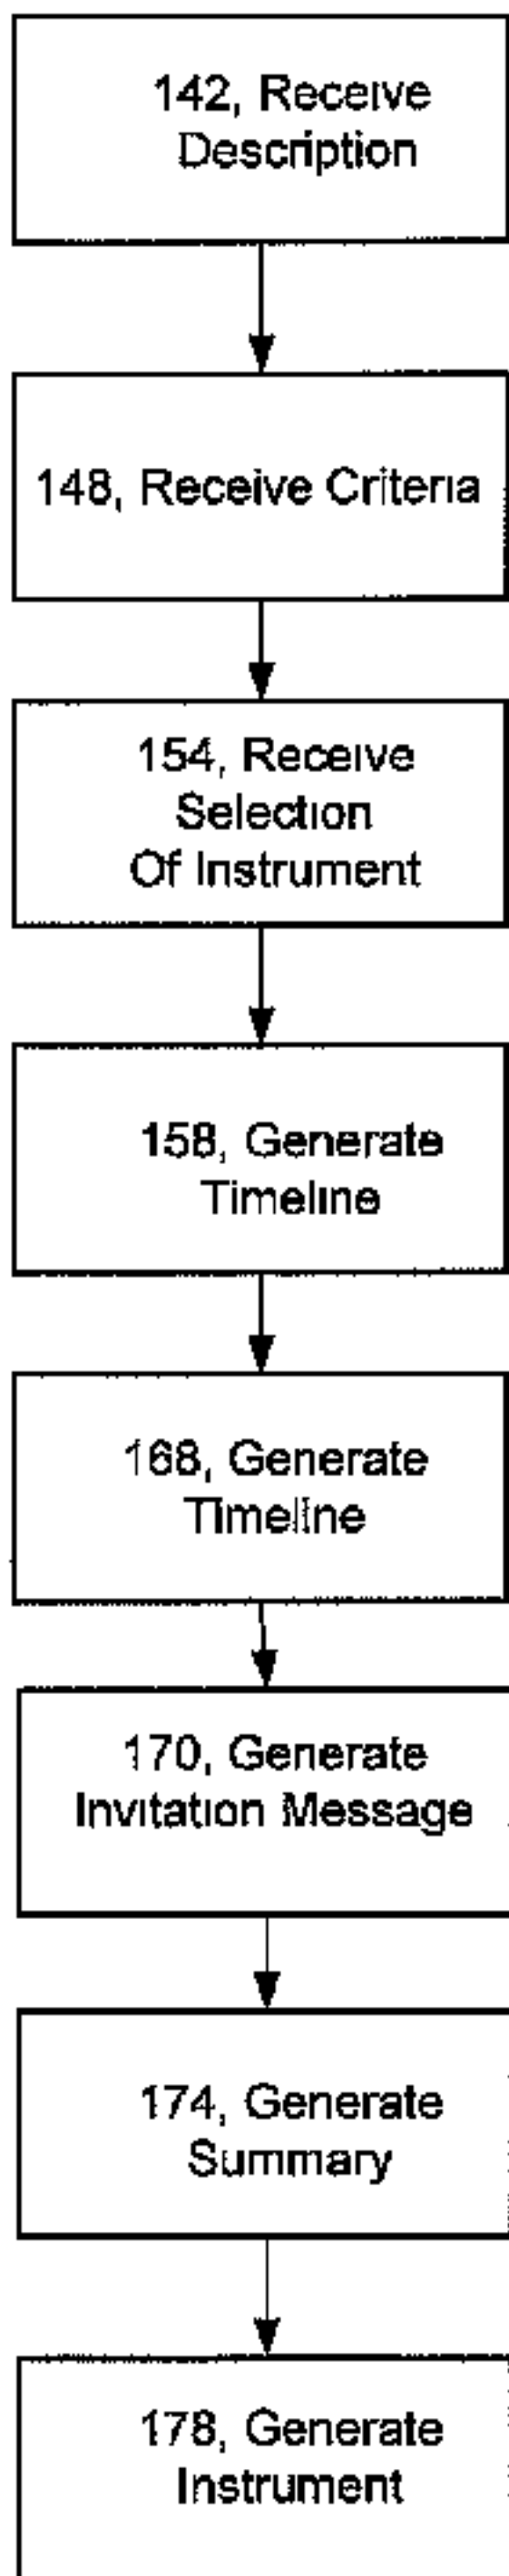 142, Receive
Description
148, Receive Criteria
154, Receive
Selection
Of Instrument
158, Generate
Timeline
168, Generate
Timeline
170, Generate
Invitation Message
174, Generate
Summary
178, Generate
Instrument